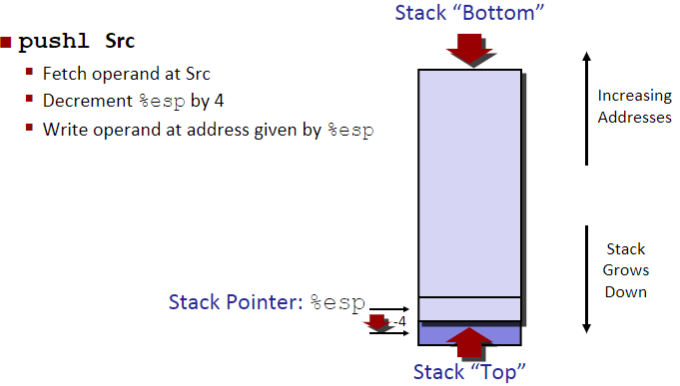 Stack “Bottom”
pushl Src
Fetch operand at Src
Decrement %esp by 4
Write operand at address given by %esp
Increasing
Addresses
Stack
Grows
Down
Stack Pointer: %esp
-4
Stack “Top”